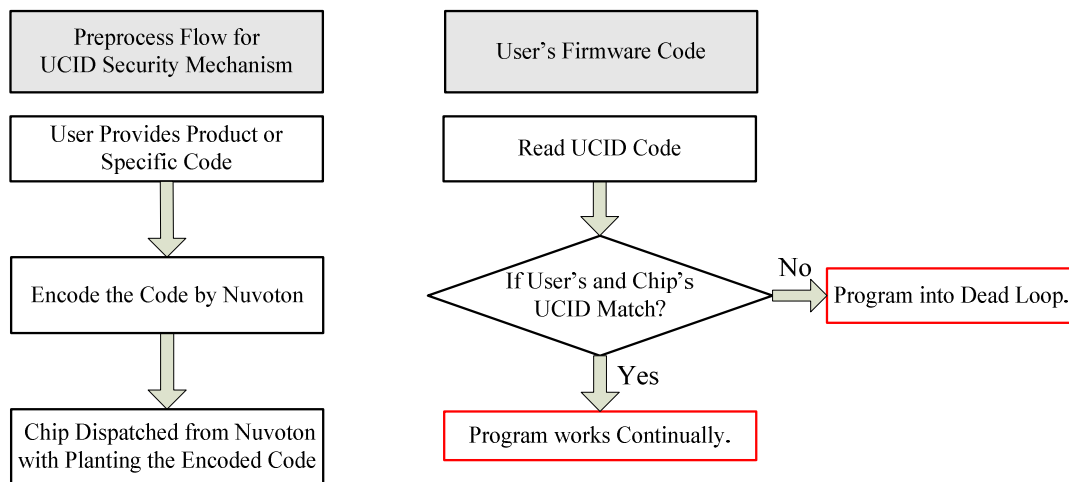 Preprocess Flow for
UCID Security Mechanism
User Provides Product or
Specific Code
Encode the Code by Nuvoton
Chip Dispatched from Nuvoton
with Planting the Encoded Code
User's Firmware Code
Read UCID Code
If User's and Chip's
UCID Match?
No
Program into Dead Loop.
Yes
Program works Continually.